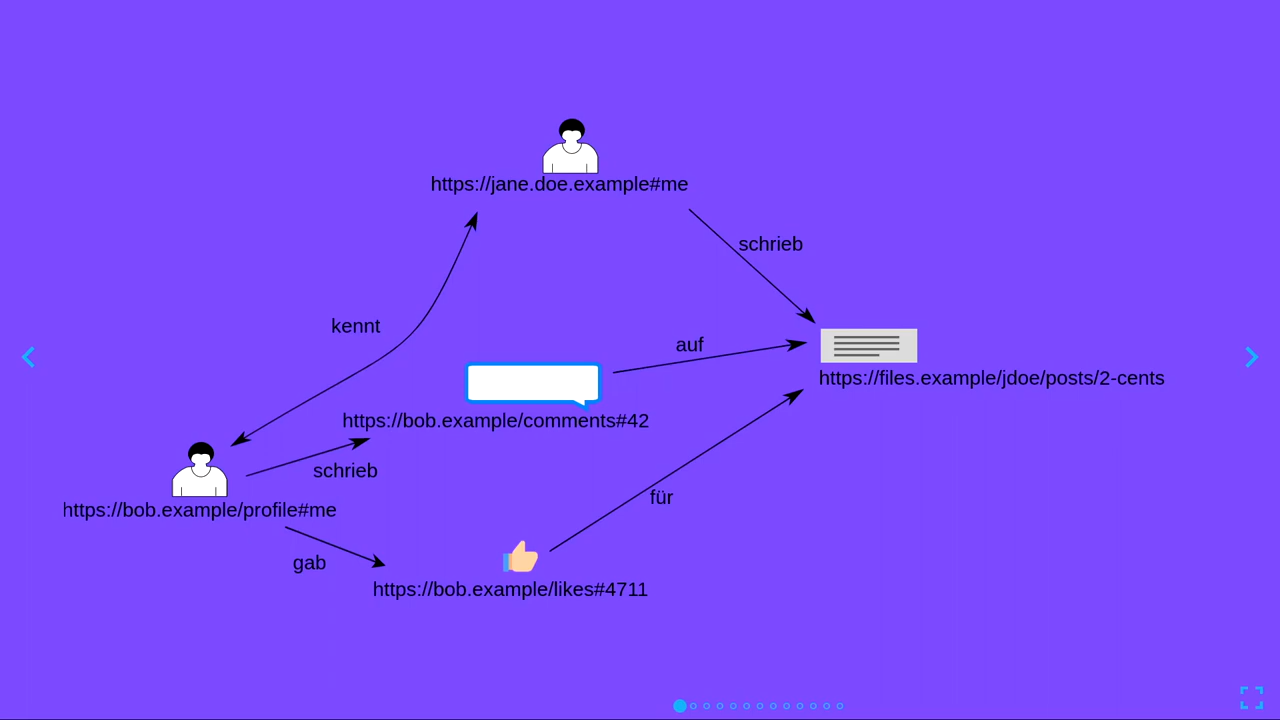 https://jane.doe.example#me
schrieb
kennt
auf
https://files.example/jdoe/posts/2-cents
https://bob.example/comments#42
schrieb
https://bob.example/profile#me
für
gab
https://bob.example/likes#4711